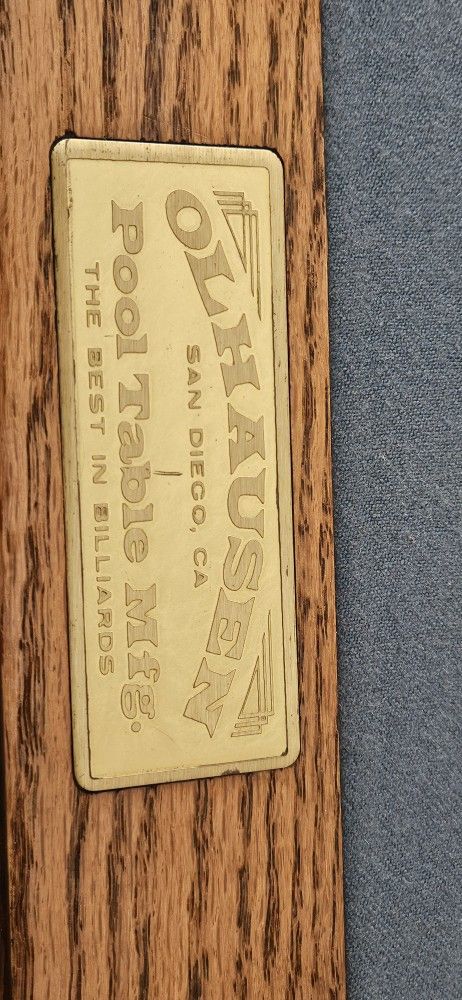 OLHAUSEN
SAN DIEGO, CA
Pool Table Mfg.
THE BEST IN BILLIARDS